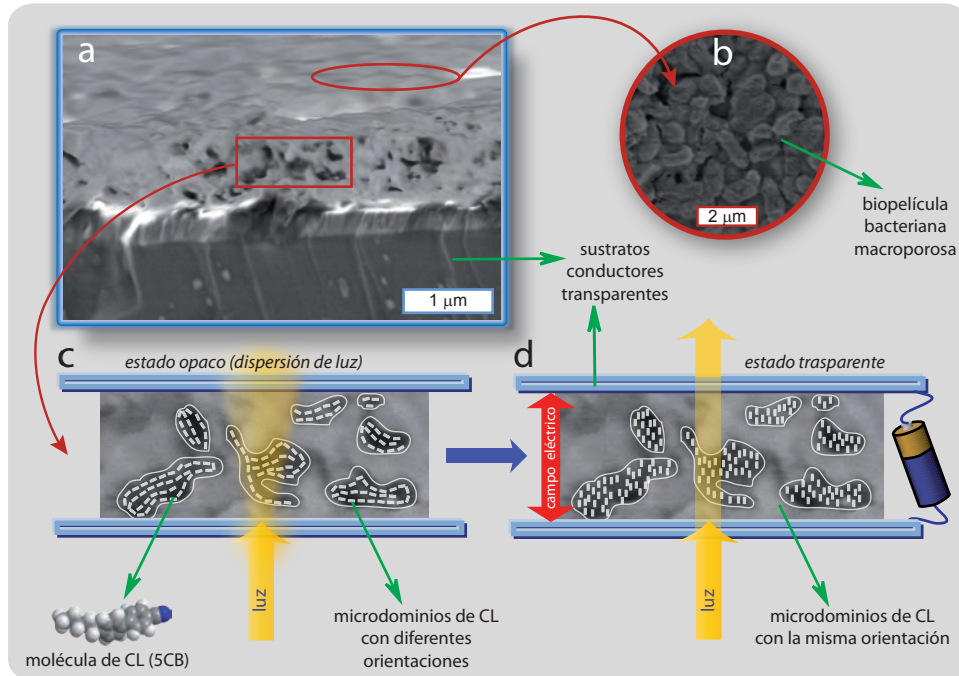 a
b
2 μm
biopelícula
bacteriana
macroporosa
sustratos
conductores
transparentes
1 μm
c
estado opaco (dispersión de luz)
d
estado trasparente
campo eléctrico
luz
luz
molécula de CL (5CB)
microdominios de CL
con diferentes
orientaciones
microdominios de CL
con la misma orientación